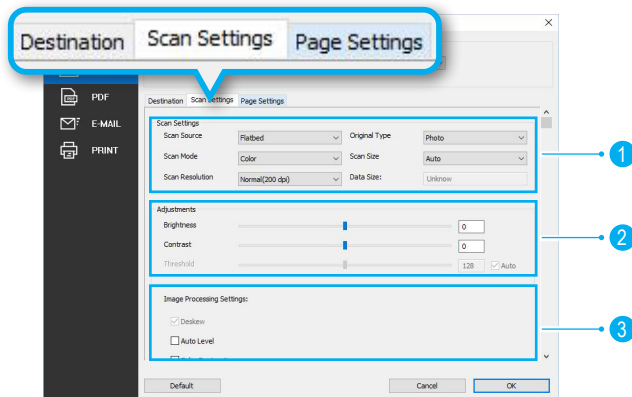 Destination Scan Settings Page Settings
PDF
E-MAIL
PRINT
Destination Scan Settings Page Settings
Scan Settings
Scan Source Flatbed Original Type Photo
Scan Mode Color Scan Size Auto
Scan Resolution Normal(200 dpi) Data Size: Unknow
1
Adjustments
Brightness 0
Contrast 0
Threshold 128 Auto
2
Image Processing Settings:
Deskew
Auto Level
3
Default Cancel OK